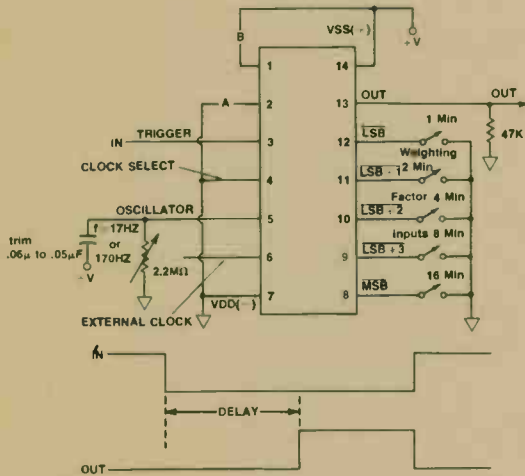 B
VSS(-)
+V
1
14
A
2
13
OUT
OUT
IN
TRIGGER
3
12
LSB
1 Min
47K
CLOCK SELECT
4
11
LSB+1
Weighting
2 Min
f 17HZ
or
170HZ
OSCILLATOR
5
10
LSB+2
Factor 4 Min
trim
.06μ to .05μF
-V
2.2MΩ
6
9
LSB+3
Inputs 8 Min
7
8
MSB
16 Min
VDD(-)
EXTERNAL CLOCK
IN
DELAY
OUT